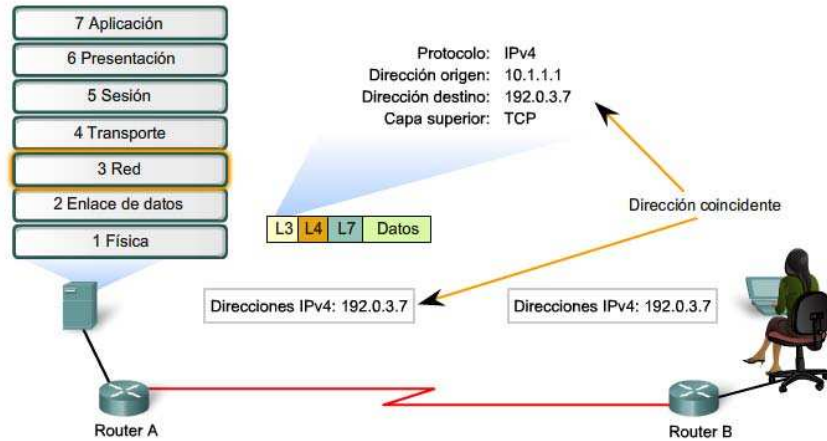 7 Aplicación
6 Presentación
5 Sesión
4 Transporte
3 Red
2 Enlace de datos
1 Física
Protocolo: IPv4
Dirección origen: 10.1.1.1
Dirección destino: 192.0.3.7
Capa superior: TCP
L3 L4 L7 Datos
Dirección coincidente
Direcciones IPv4: 192.0.3.7
Direcciones IPv4: 192.0.3.7
Router A
Router B